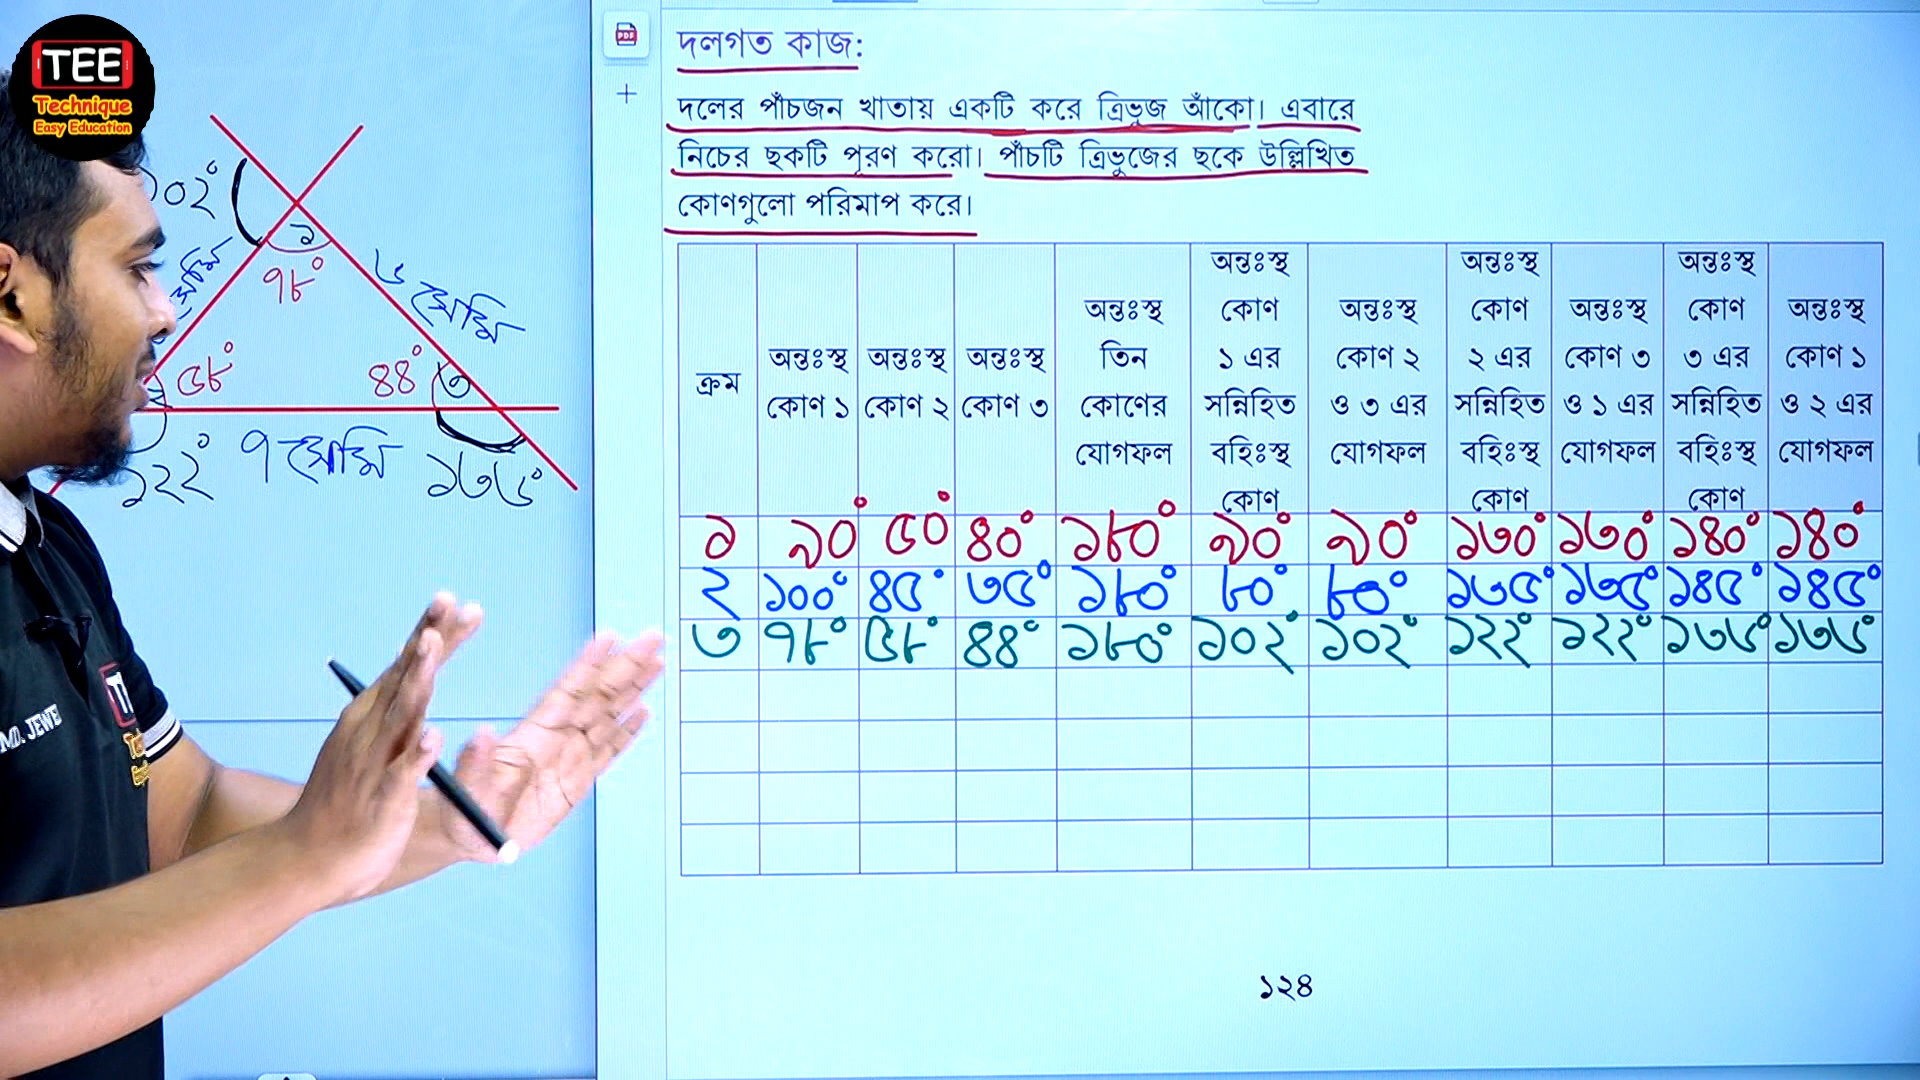 TEE
Technique
Easy Education
১০২°
১
৭৮°
৬ সেমি
সেমি
৫৮°
৪৪°
৩
১২২°
৭ সেমি
১৩৬°
MD. JEWE
দলগত কাজ:
দলের পাঁচজন খাতায় একটি করে ত্রিভুজ আঁকো। এবারে
নিচের ছকটি পূরণ করো। পাঁচটি ত্রিভুজের ছকে উল্লিখিত
কোণগুলো পরিমাপ করে।
ক্রম অন্তঃস্থ কোণ ১ অন্তঃস্থ কোণ ২ অন্তঃস্থ কোণ ৩ অন্তঃস্থ তিন কোণের যোগফল অন্তঃস্থ কোণ ১ এর সন্নিহিত বহিঃস্থ কোণ অন্তঃস্থ কোণ ২ ও ৩ এর যোগফল অন্তঃস্থ কোণ ২ এর সন্নিহিত বহিঃস্থ কোণ অন্তঃস্থ কোণ ৩ ও ১ এর যোগফল অন্তঃস্থ কোণ ৩ এর সন্নিহিত বহিঃস্থ কোণ অন্তঃস্থ কোণ ১ ও ২ এর যোগফল
১ ৯০° ৫০° ৪০° ১৮০° ৯০° ৯০° ১৩০° ১৩০° ১৪০° ১৪০°
২ ১০০° ৪৫° ৩৫° ১৮০° ৮০° ৮০° ১৩৫° ১৩৫° ১৪৫° ১৪৫°
৩ ৭৮° ৫৮° ৪৪° ১৮০° ১০২° ১০২° ১২২° ১২২° ১৩৬° ১৩৬°
১২৪